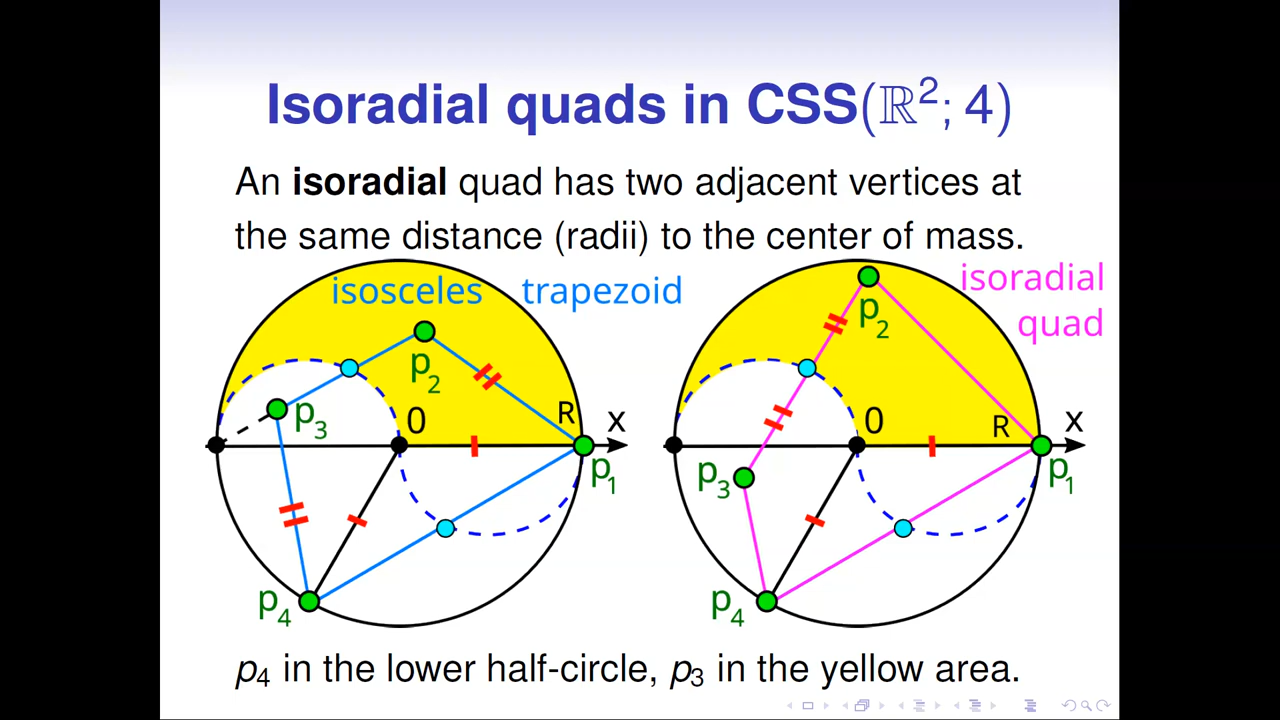 Isoradial quads in CSS(ℝ²; 4)
An isoradial quad has two adjacent vertices at
the same distance (radii) to the center of mass.
isosceles trapezoid
p₂
p₃
0
R
x
p₁
p₄
isoradial
quad
p₂
0
R
x
p₃
p₁
p₄
p₄ in the lower half-circle, p₃ in the yellow area.